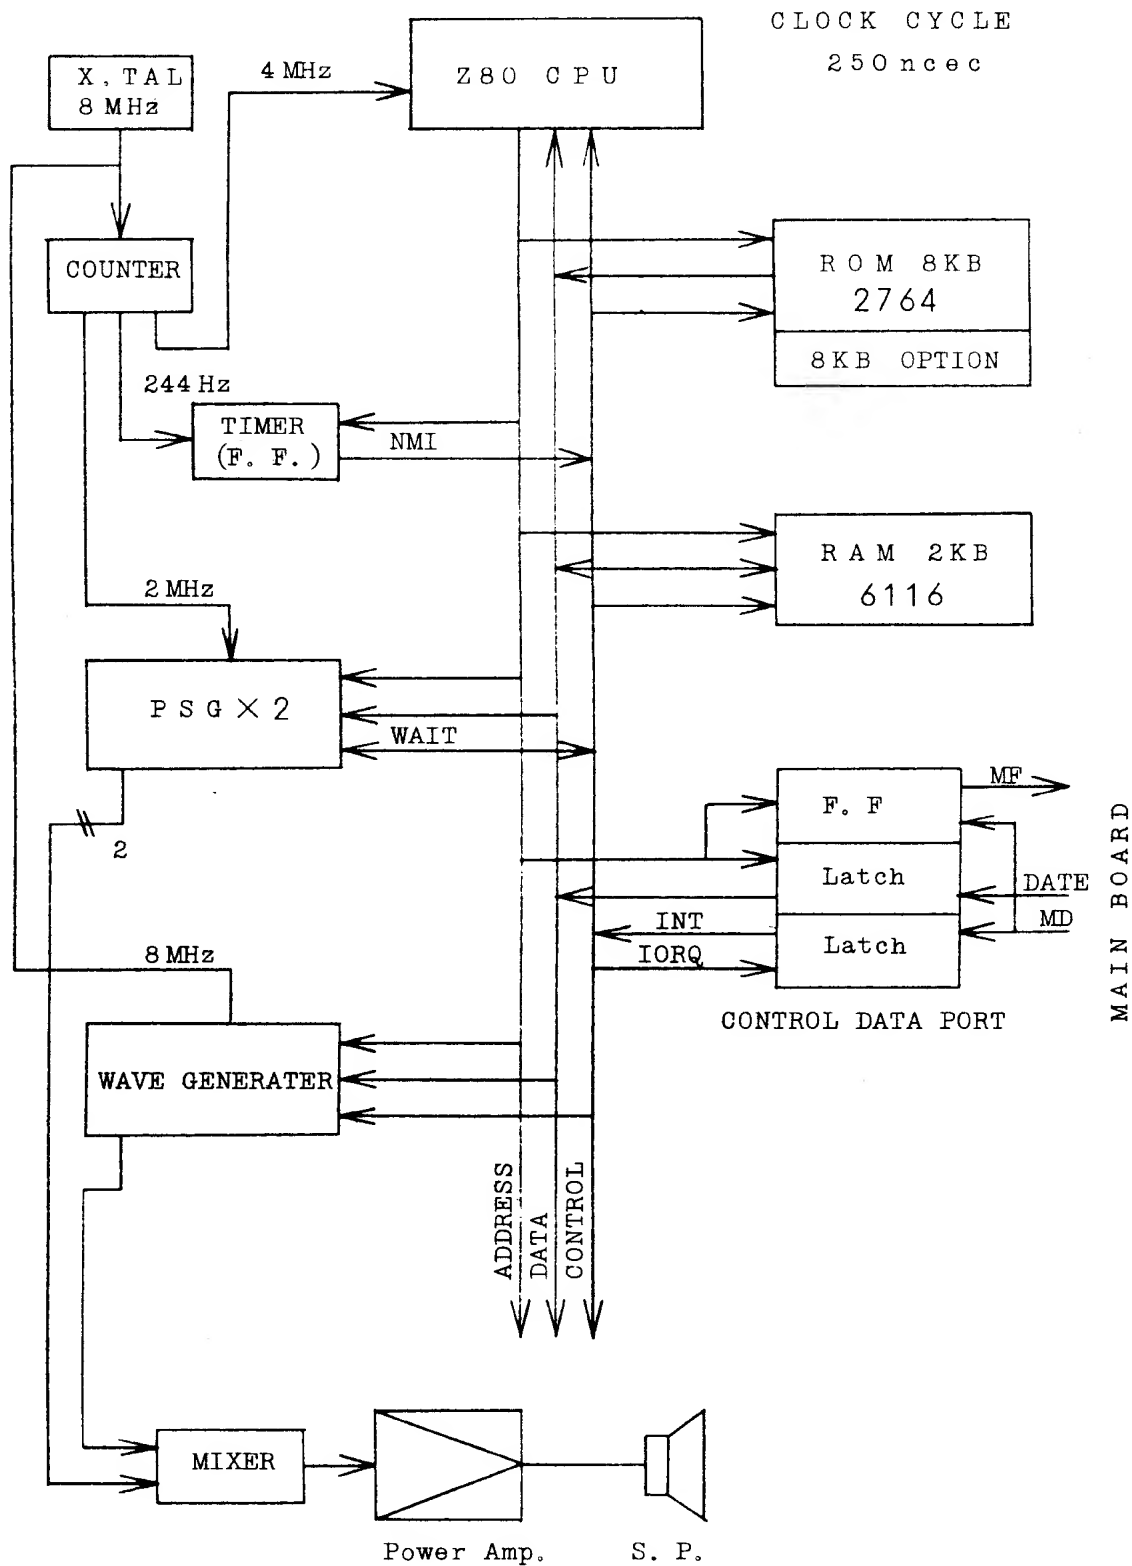 CLOCK CYCLE
250ncec
X,TAL
8MHz
4MHz
Z80 CPU
COUNTER
ROM 8KB
2764
8KB OPTION
244Hz
TIMER
(F. F.)
NMI
RAM 2KB
6116
2MHz
PSG×2
WAIT
2
F. F
Latch
Latch
MF
DATE
MD
INT
IORQ
MAIN BOARD
CONTROL DATA PORT
8MHz
WAVE GENERATER
ADDRESS
DATA
CONTROL
MIXER
Power Amp.
S. P.